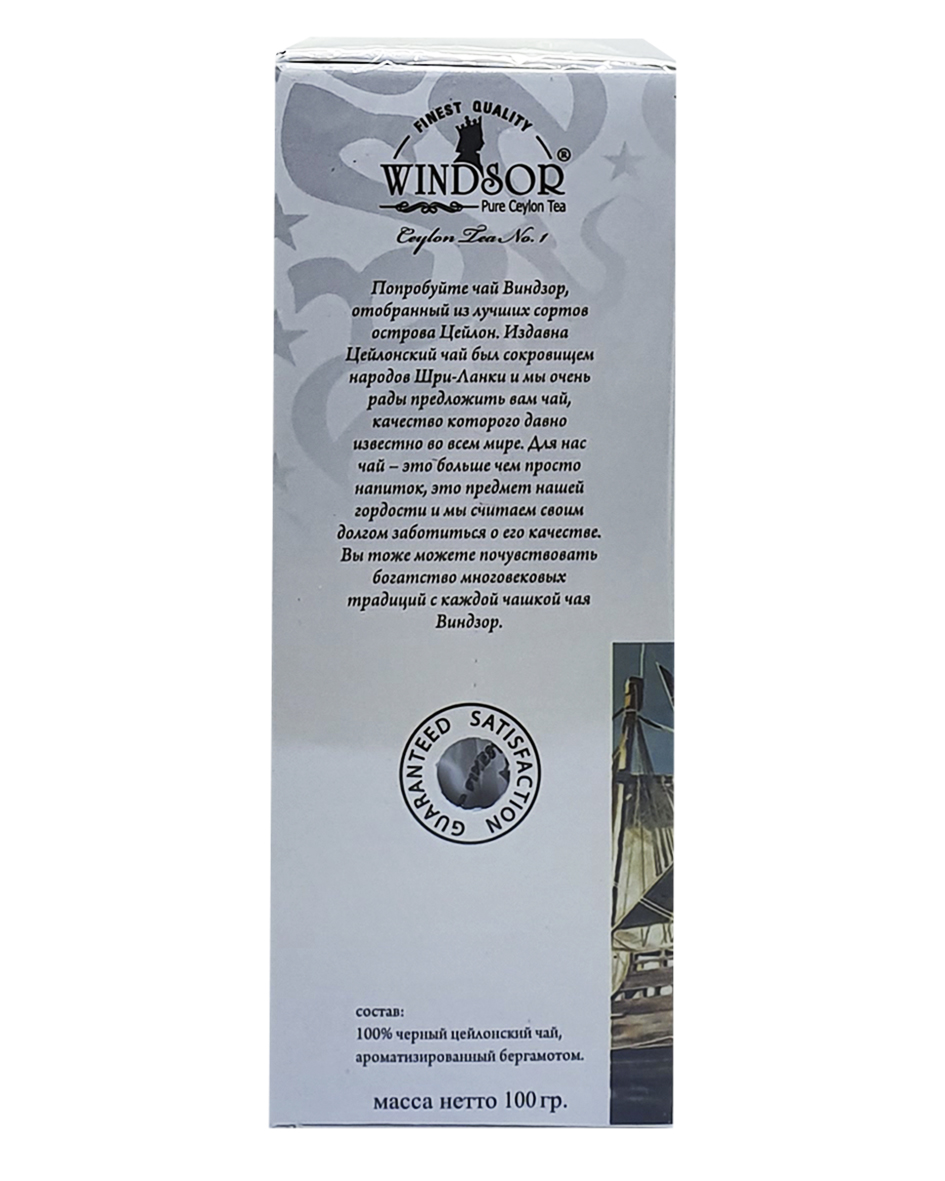 FINEST QUALITY
WINDSOR®
Pure Ceylon Tea
Ceylon Tea No. 1
Попробуйте чай Виндзор,
отобранный из лучших сортов
острова Цейлон. Издавна
Цейлонский чай был сокровищем
народов Шри-Ланки и мы очень
рады предложить вам чай,
качество которого давно
известно во всем мире. Для нас
чай – это больше чем просто
напиток, это предмет нашей
гордости и мы считаем своим
долгом заботиться о его качестве.
Вы тоже можете почувствовать
богатство многовековых
традиций с каждой чашкой чая
Виндзор.
SATISFACTION GUARANTEED
состав:
100% черный цейлонский чай,
ароматизированный бергамотом.
масса нетто 100 гр.